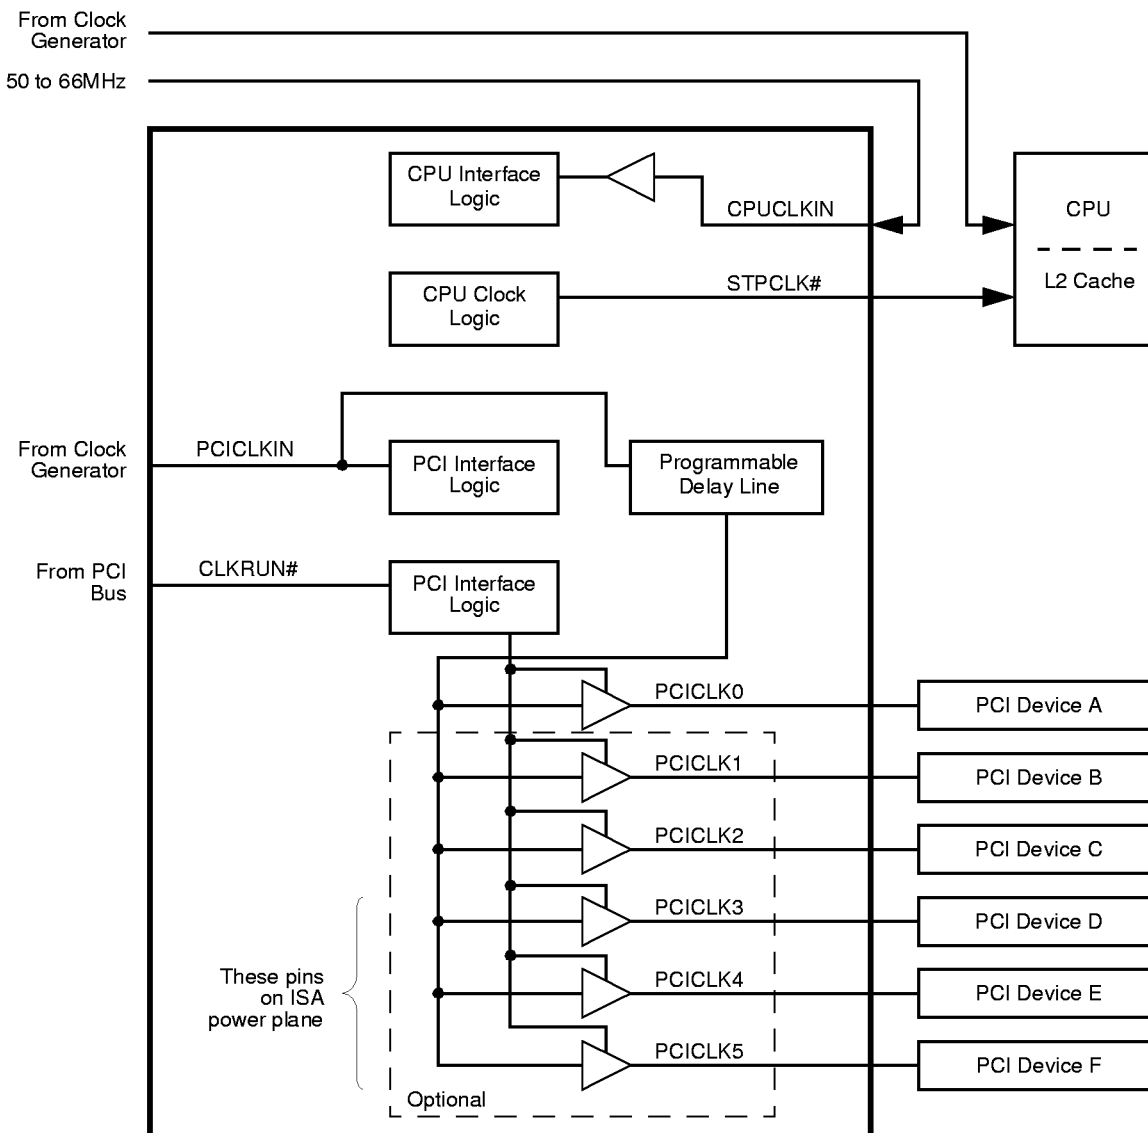 From Clock
Generator
50 to 66MHz
CPU Interface
Logic
CPUCLKIN
CPU
L2 Cache
CPU Clock
Logic
STPCLK#
From Clock
Generator
PCICLKIN
PCI Interface
Logic
Programmable
Delay Line
From PCI
Bus
CLKRUN#
PCI Interface
Logic
PCICLK0
PCI Device A
PCICLK1
PCI Device B
PCICLK2
PCI Device C
PCICLK3
PCI Device D
These pins
on ISA
power plane
PCICLK4
PCI Device E
PCICLK5
PCI Device F
Optional